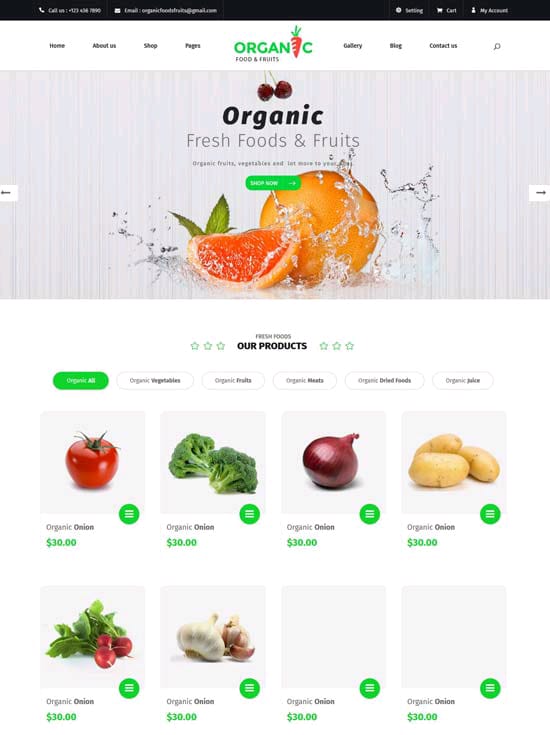 Call us : +123 436 7890
Email : organicfoodsfruits@gmail.com
Setting
Cart
My Account
Home
About us
Shop
Pages
ORGANIC
FOOD & FRUITS
Gallery
Blog
Contact us
Organic
Fresh Foods & Fruits
Organic fruits, vegetables and lot more to your
SHOP NOW
FRESH FOODS
OUR PRODUCTS
Organic All
Organic Vegetables
Organic Fruits
Organic Meats
Organic Dried Foods
Organic Juice
Organic Onion
$30.00
Organic Onion
$30.00
Organic Onion
$30.00
Organic Onion
$30.00
Organic Onion
$30.00
Organic Onion
$30.00
Organic Onion
$30.00
Organic Onion
$30.00